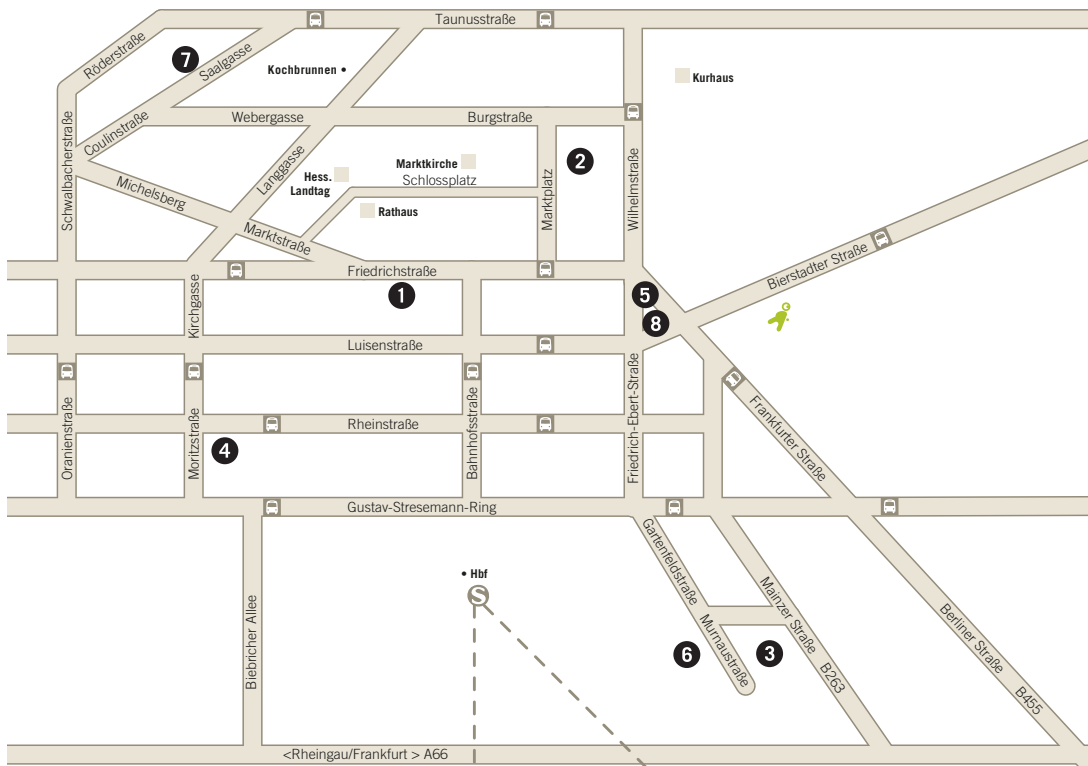 Taunusstraße
Röderstraße
7
Saalgasse
Kochbrunnen
Kurhaus
Coulinstraße
Webergasse
Burgstraße
Schwalbacherstraße
Michelsberg
Langgasse
Hess.
Landtag
Marktkirche
Schlossplatz
2
Marktplatz
Wilhelmstraße
Rathaus
Marktstraße
Bierstadter Straße
Friedrichstraße
1
5
8
Kirchgasse
Luisenstraße
Oranienstraße
Moritzstraße
4
Rheinstraße
Bahnhofsstraße
Friedrich-Ebert-Straße
Frankfurter Straße
Gustav-Stresemann-Ring
Hbf
S
Gartenfeldstraße
Murnaustraße
6
3
Mainzer Straße
B263
Berliner Straße
B455
Biebricher Allee
<Rheingau/Frankfurt > A66